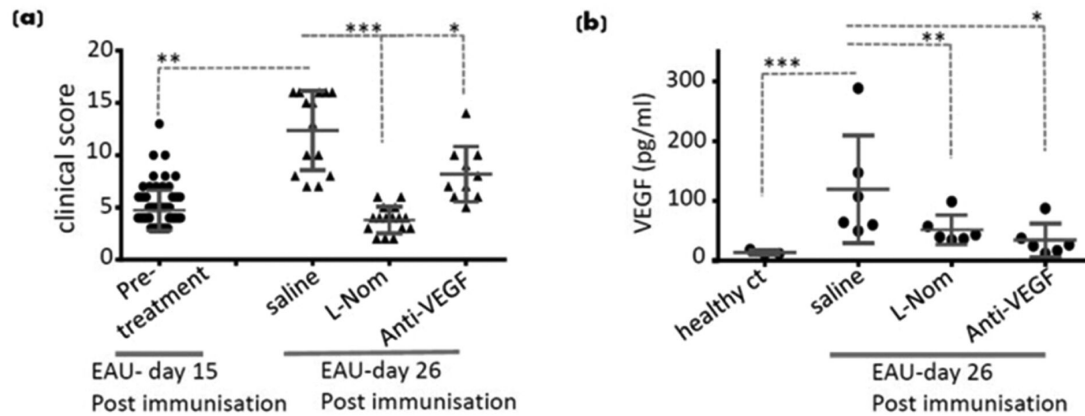 (a)
clinical score
20
15
10
5
0
**
***
*
Pre-
treatment
saline
L-Nom
Anti-VEGF
EAU- day 15
Post immunisation
EAU-day 26
Post immunisation
(b)
VEGF (pg/ml)
300
200
100
0
***
**
*
healthy ct
saline
L-Nom
Anti-VEGF
EAU-day 26
Post immunisation